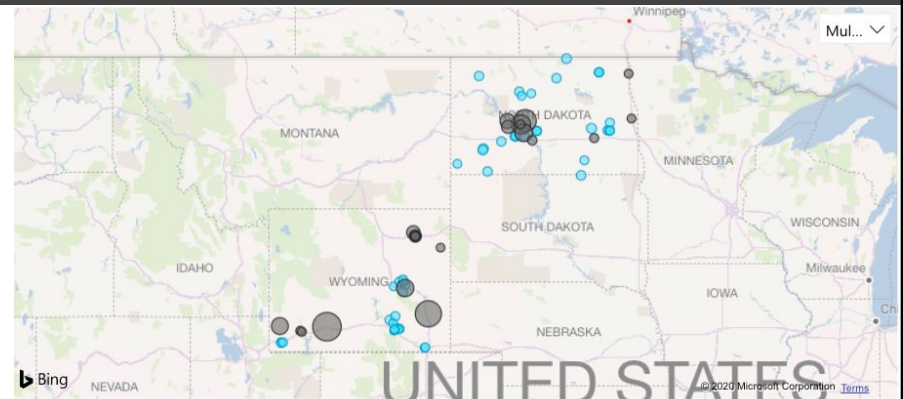 Winnipeg
Mul...
NORTH DAKOTA
MONTANA
MINNESOTA
SOUTH DAKOTA
WISCONSIN
IDAHO
WYOMING
Milwaukee
IOWA
NEBRASKA
Bing
NEVADA
UNITED STATES
© 2020 Microsoft Corporation Terms